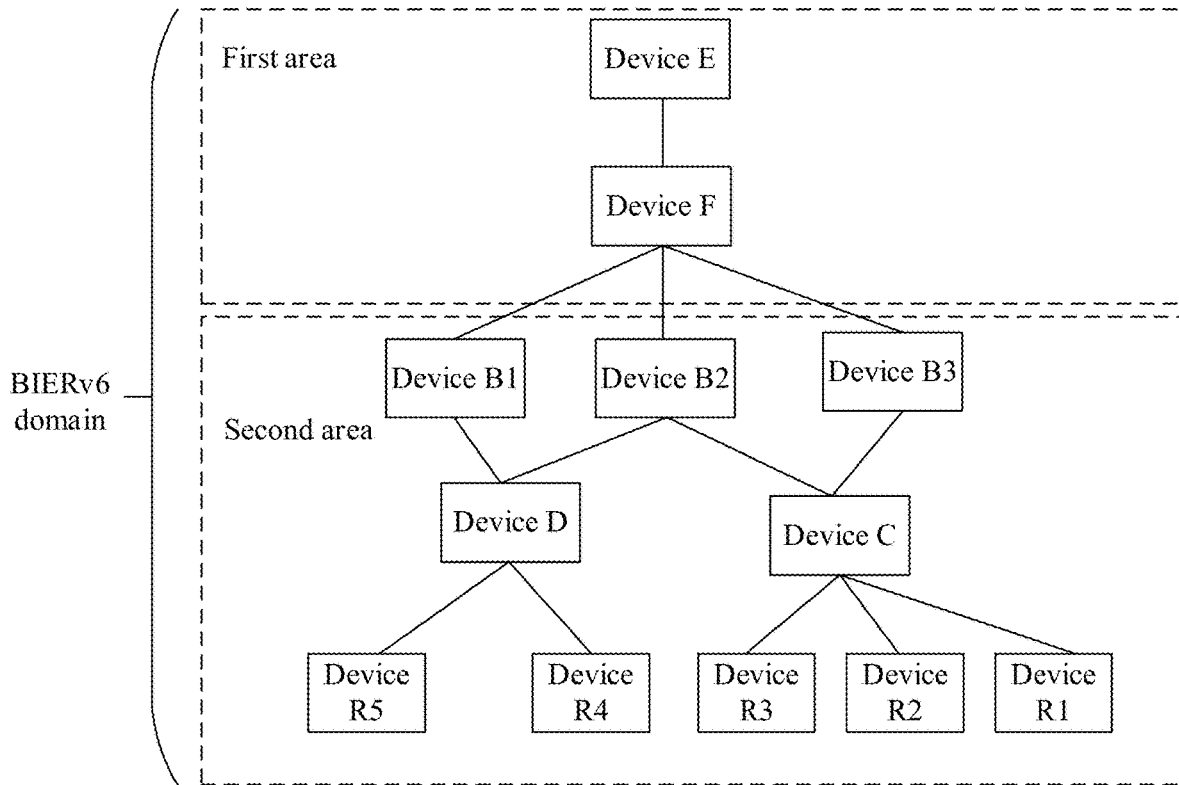 First area
Device E
Device F
BIERv6
domain
Second area
Device B1
Device B2
Device B3
Device D
Device C
Device
R5
Device
R4
Device
R3
Device
R2
Device
R1